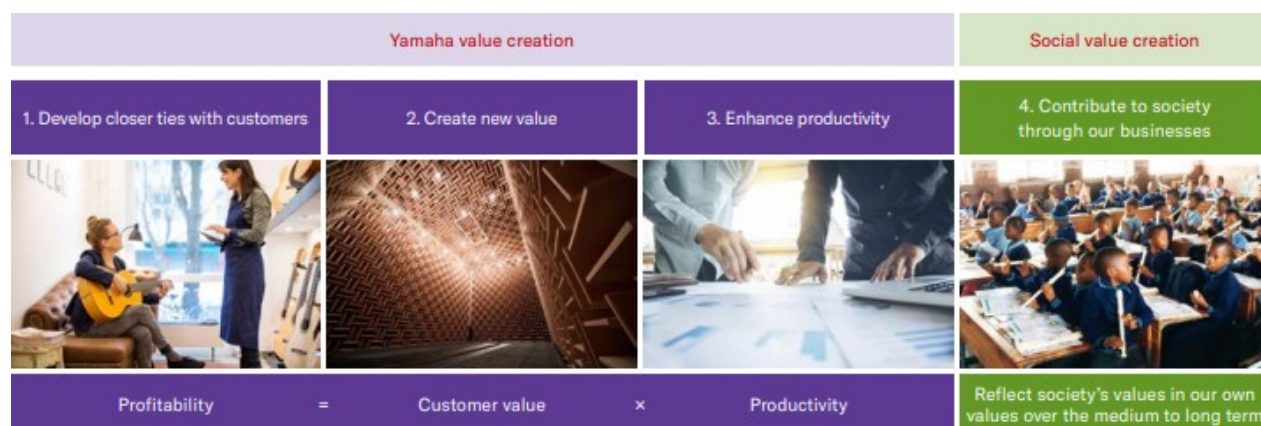 Yamaha value creation
Social value creation
1. Develop closer ties with customers
2. Create new value
3. Enhance productivity
4. Contribute to society
through our businesses
Profitability = Customer value × Productivity
Reflect society's values in our own
values over the medium to long term